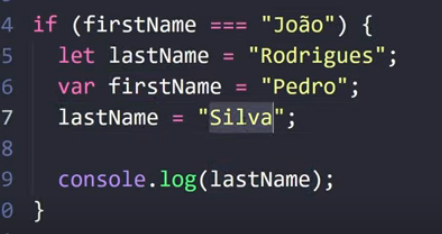 4 if (firstName === "João") {
5 let lastName = "Rodrigues";
6 var firstName = "Pedro";
7 lastName = "Silva";
8
9 console.log(lastName);
0 }